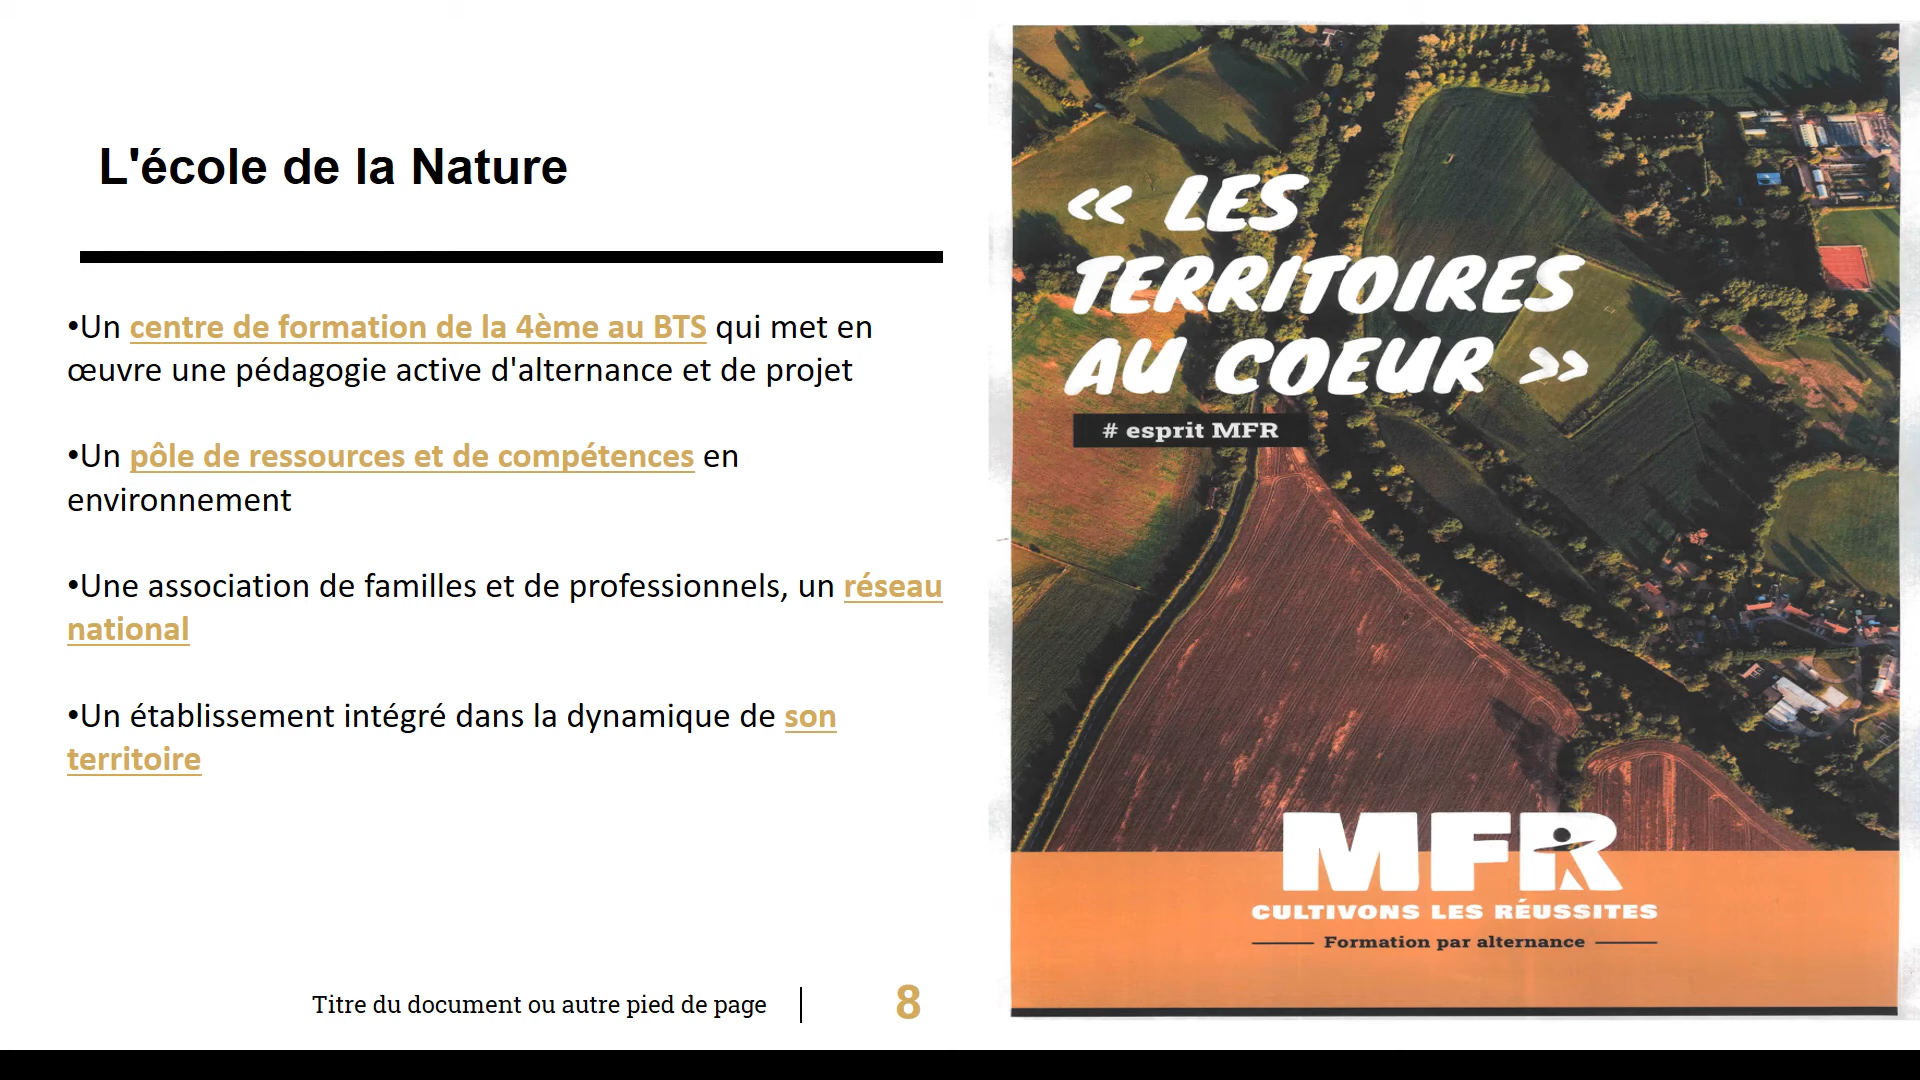 L'école de la Nature
•Un centre de formation de la 4ème au BTS qui met en
œuvre une pédagogie active d'alternance et de projet
•Un pôle de ressources et de compétences en
environnement
•Une association de familles et de professionnels, un réseau
national
•Un établissement intégré dans la dynamique de son
territoire
Titre du document ou autre pied de page
8
« LES
TERRITOIRES
AU COEUR »
# esprit MFR
MFR
CULTIVONS LES RÉUSSITES
Formation par alternance